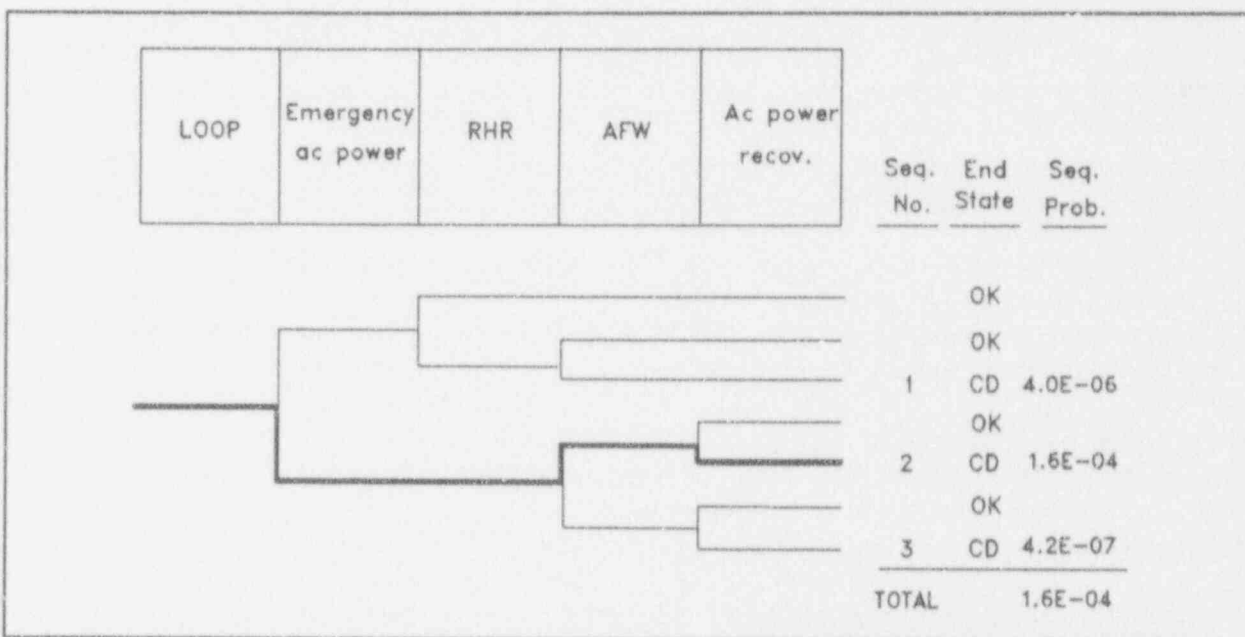 LOOP
Emergency
ac power
RHR
AFW
Ac power
recov.
Seq.
No.
End
State
Seq.
Prob.
OK
OK
1 CD 4.0E-06
OK
2 CD 1.6E-04
OK
3 CD 4.2E-07
TOTAL 1.6E-04